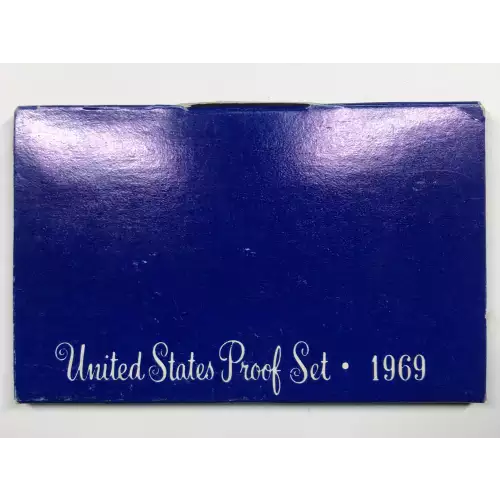 United States Proof Set • 1969